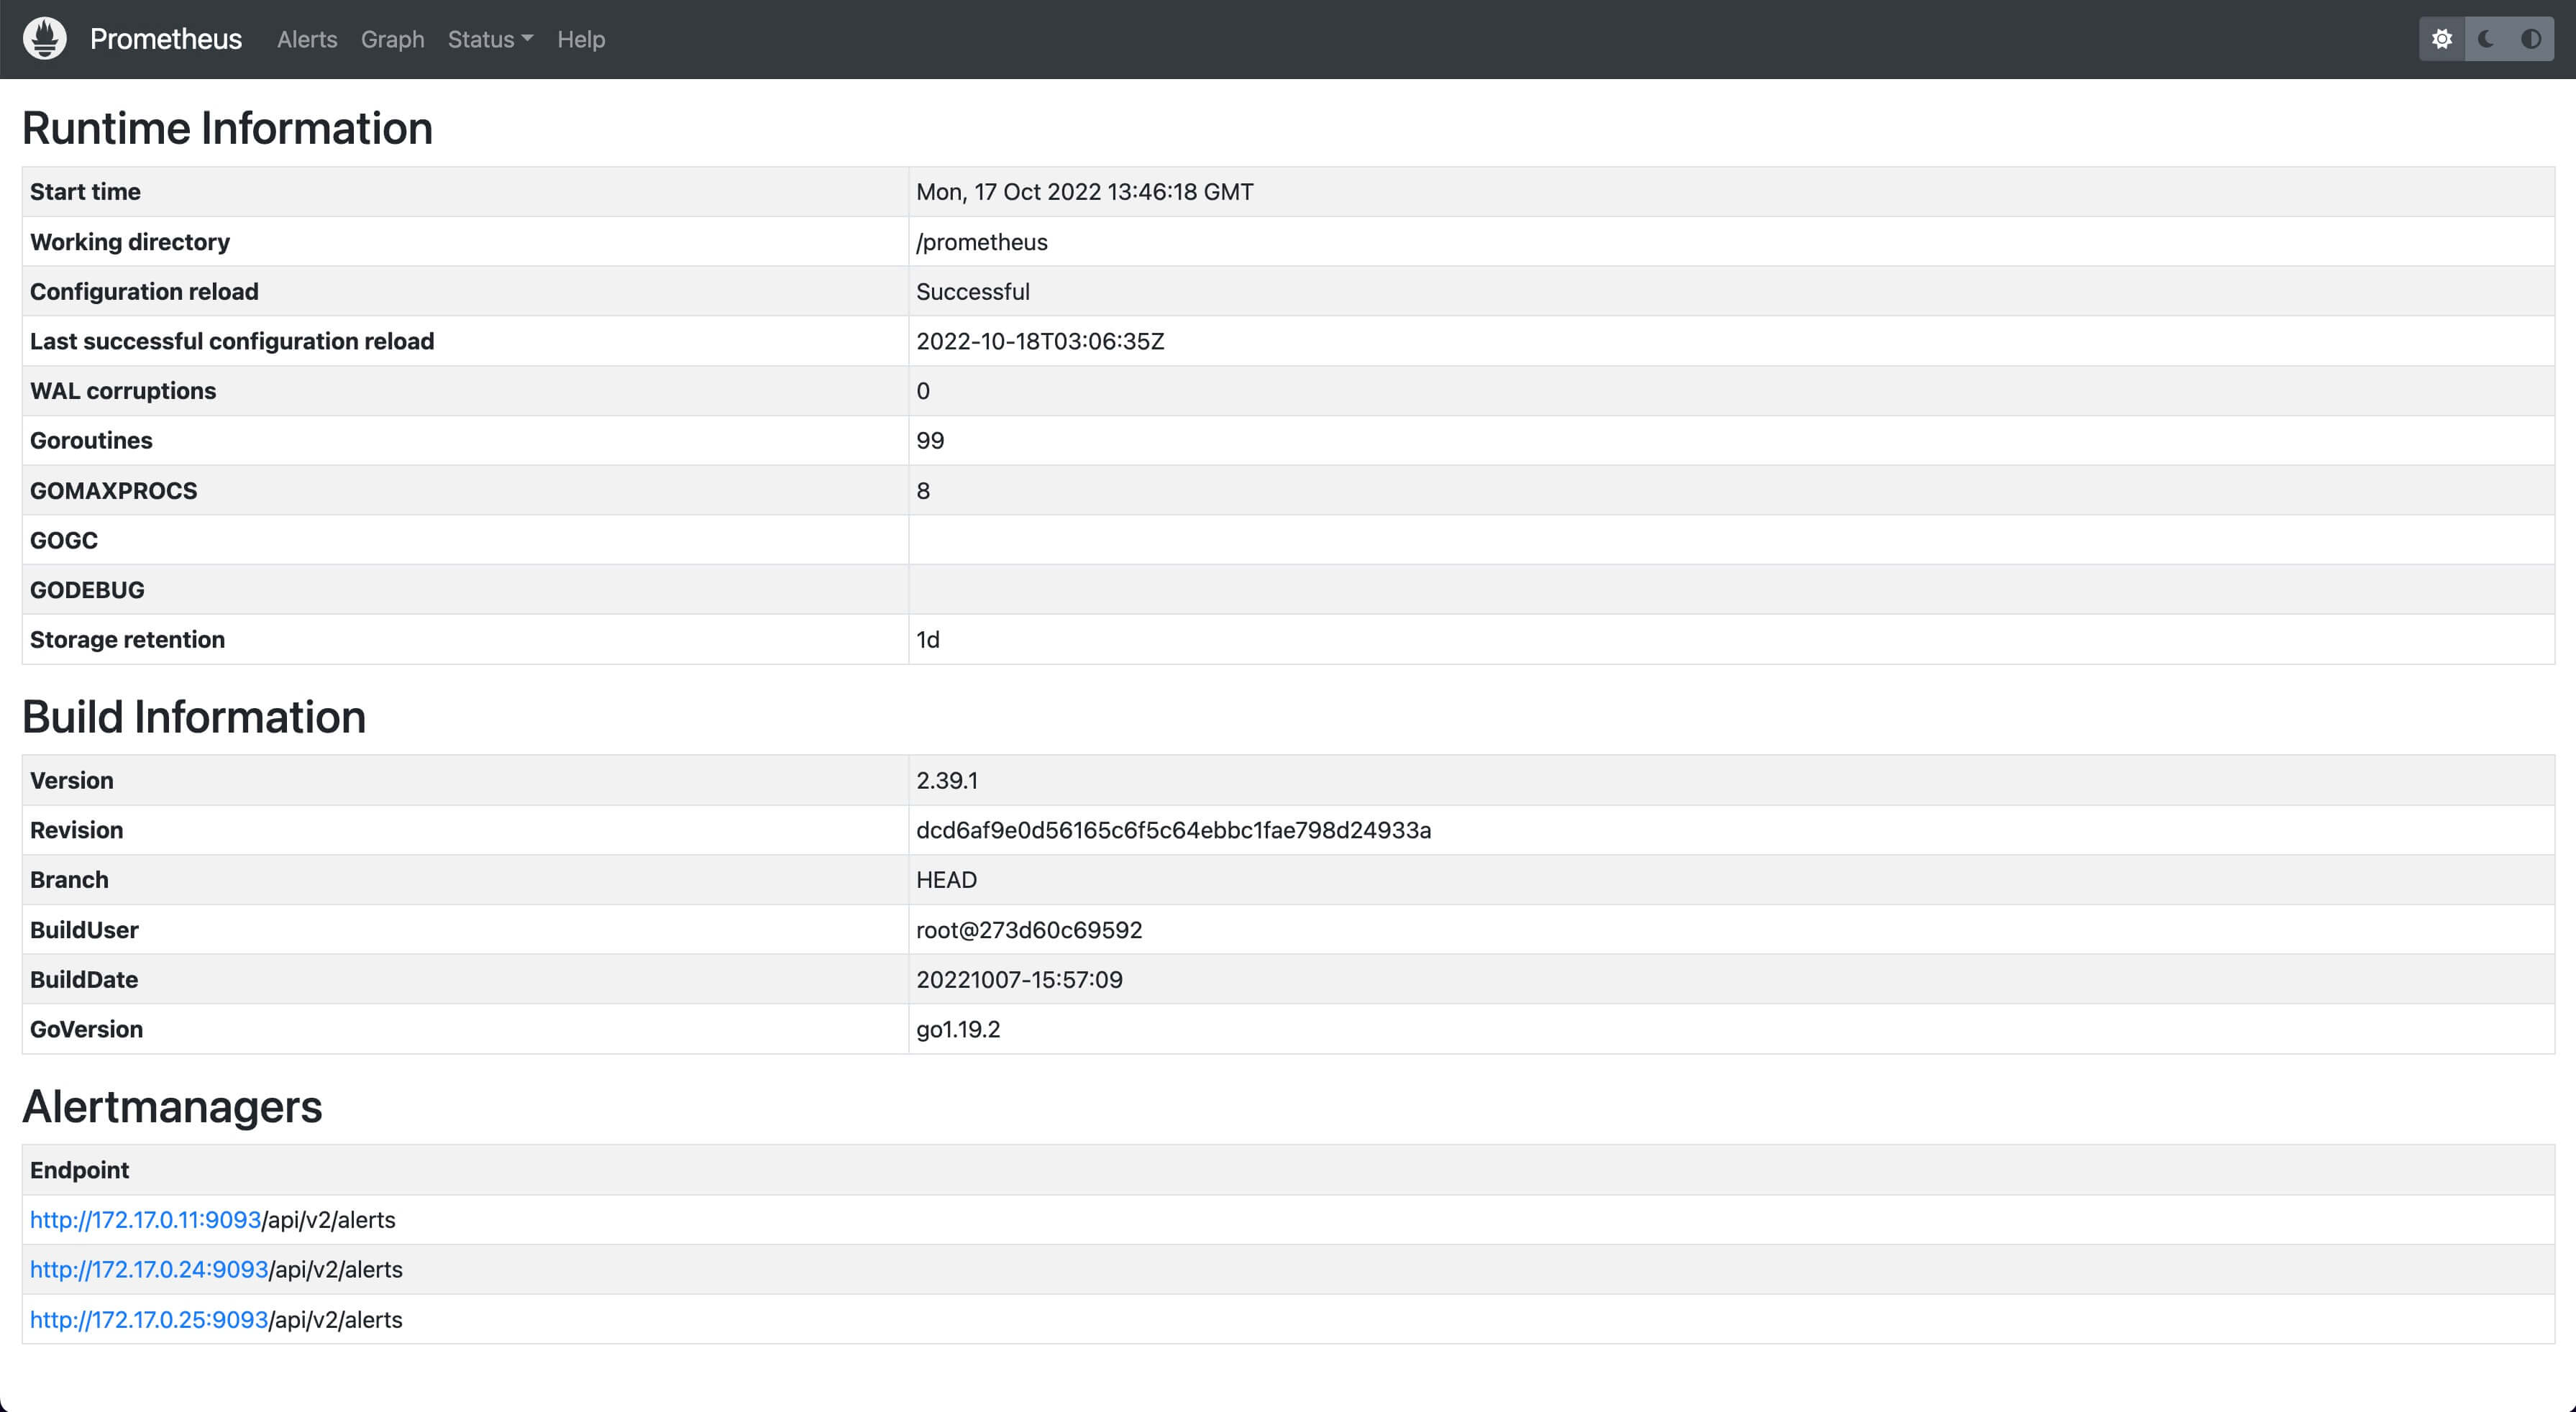 Prometheus Alerts Graph Status Help
Runtime Information
Start time Mon, 17 Oct 2022 13:46:18 GMT
Working directory /prometheus
Configuration reload Successful
Last successful configuration reload 2022-10-18T03:06:35Z
WAL corruptions 0
Goroutines 99
GOMAXPROCS 8
GOGC
GODEBUG
Storage retention 1d
Build Information
Version 2.39.1
Revision dcd6af9e0d56165c6f5c64ebbc1fae798d24933a
Branch HEAD
BuildUser root@273d60c69592
BuildDate 20221007-15:57:09
GoVersion go1.19.2
Alertmanagers
Endpoint
http://172.17.0.11:9093/api/v2/alerts
http://172.17.0.24:9093/api/v2/alerts
http://172.17.0.25:9093/api/v2/alerts